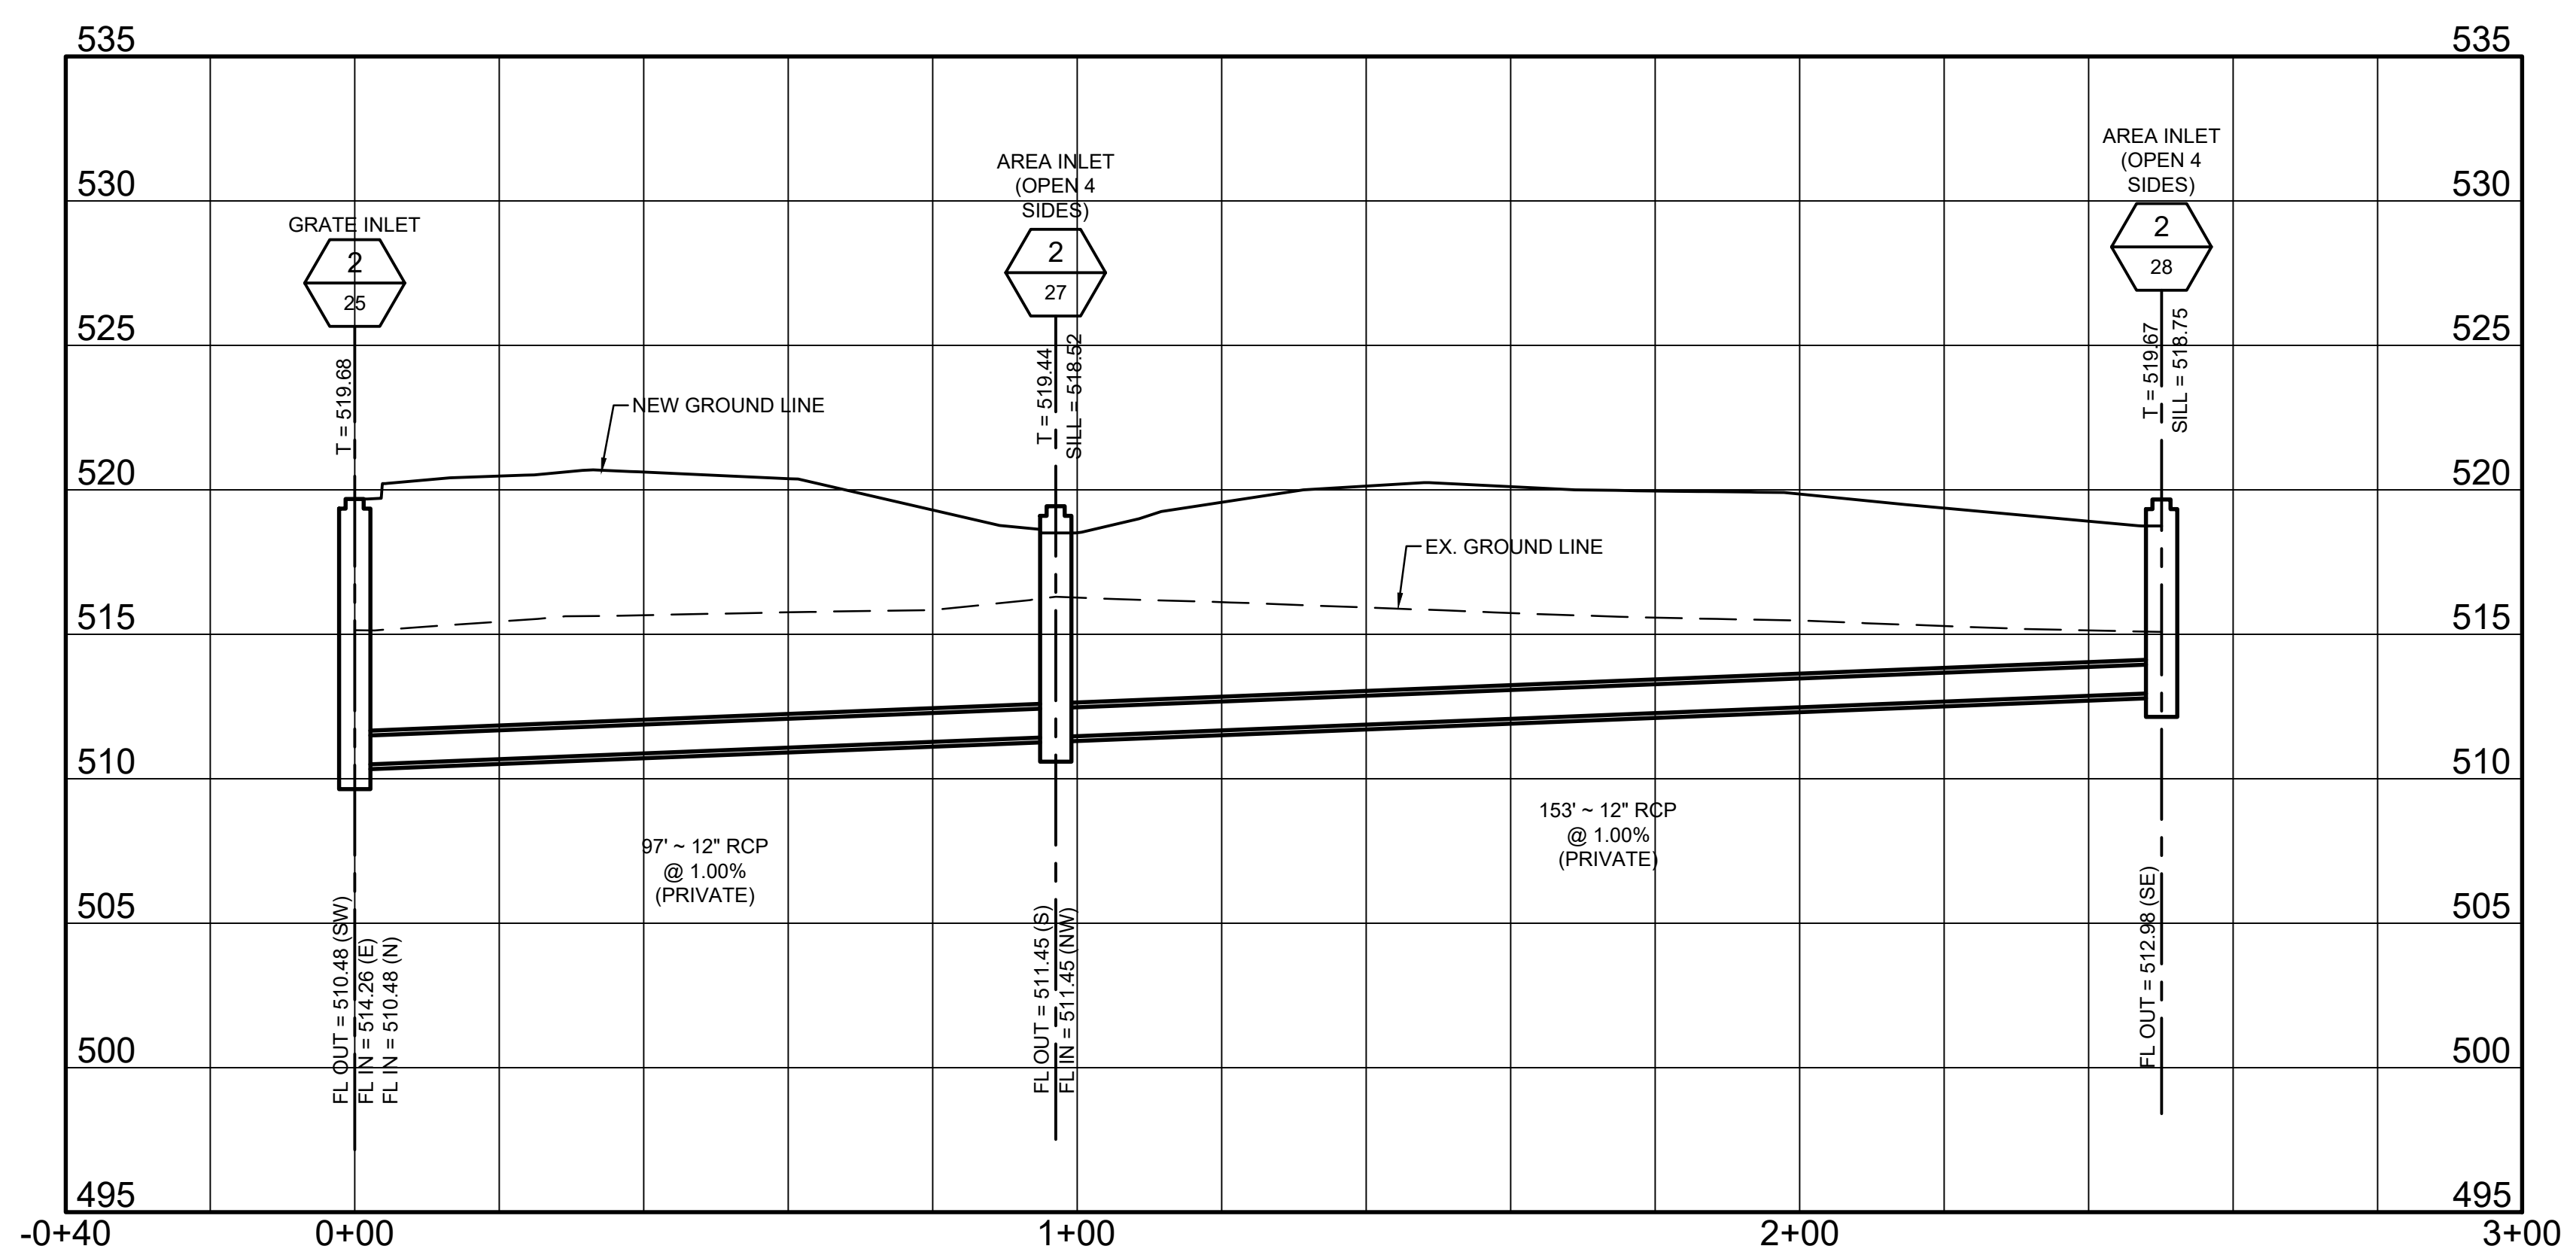 535
535
530
530
525
525
520
520
515
515
510
510
505
505
500
500
495
495
-0+40
0+00
1+00
2+00
3+00
GRATE INLET
2
25
T = 519.68
AREA INLET
(OPEN 4
SIDES)
2
27
T = 519.44
SILL = 518.52
AREA INLET
(OPEN 4
SIDES)
2
28
T = 519.67
SILL = 518.75
NEW GROUND LINE
EX. GROUND LINE
97' ~ 12" RCP
@ 1.00%
(PRIVATE)
153' ~ 12" RCP
@ 1.00%
(PRIVATE)
FL OUT = 510.48 (SW)
FL IN = 514.26 (E)
FL IN = 510.48 (N)
FL OUT = 511.45 (S)
FL IN = 511.45 (NW)
FL OUT = 512.98 (SE)